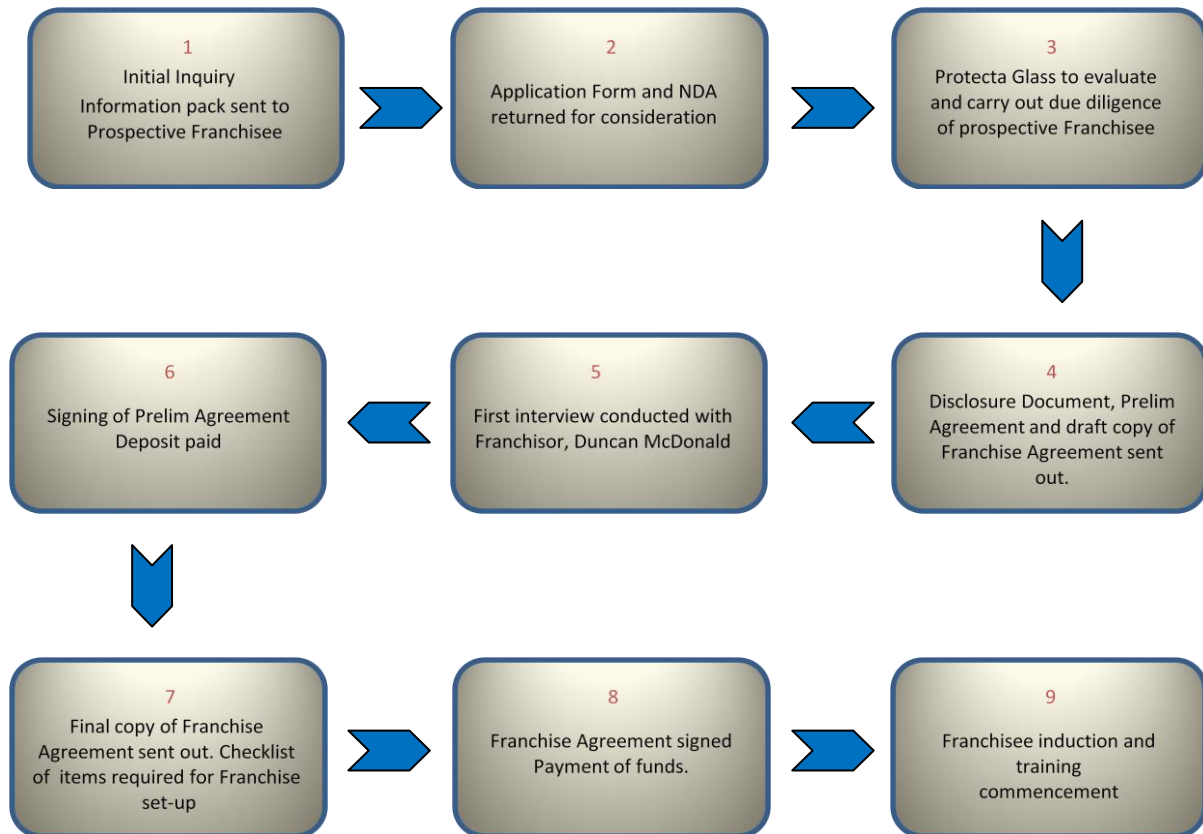 1
Initial Inquiry
Information pack sent to
Prospective Franchisee
2
Application Form and NDA
returned for consideration
3
Protecta Glass to evaluate
and carry out due diligence
of prospective Franchisee
4
Disclosure Document, Prelim
Agreement and draft copy of
Franchise Agreement sent
out.
5
First interview conducted with
Franchisor, Duncan McDonald
6
Signing of Prelim Agreement
Deposit paid
7
Final copy of Franchise
Agreement sent out. Checklist
of items required for Franchise
set-up
8
Franchise Agreement signed
Payment of funds.
9
Franchisee induction and
training
commencement